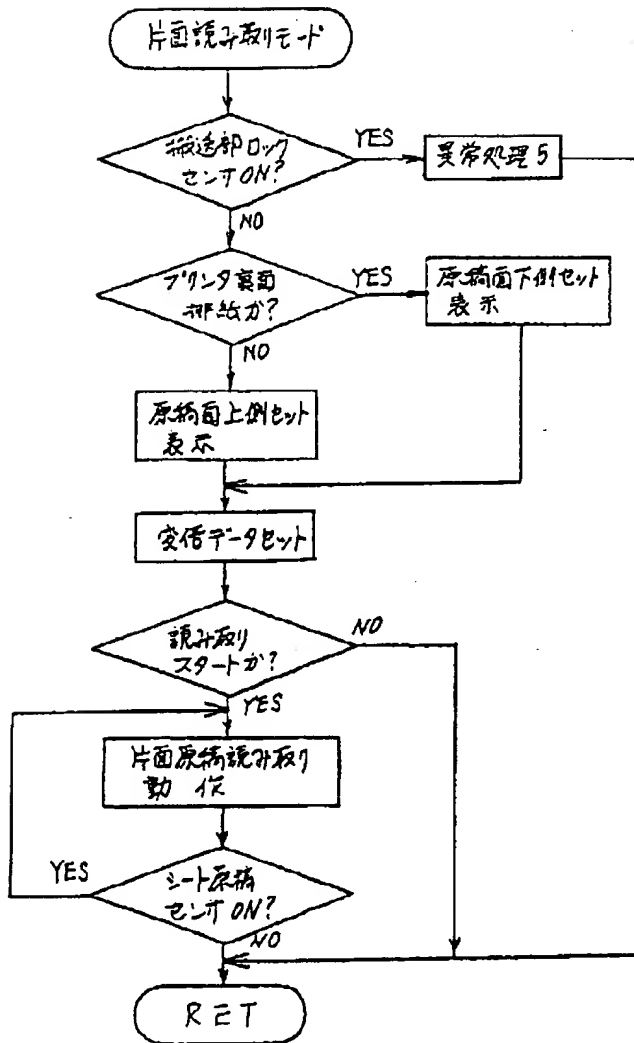 片面読み取りモード
搬送部ロック
センサON?
YES
異常処理5
NO
プリンタ裏面
排紙か?
YES
原稿面下側セット
表示
NO
原稿面上側セット
表示
変倍データセット
読み取り
スタートか?
NO
YES
片面原稿読み取り
動作
YES
シート原稿
センサON?
NO
RET